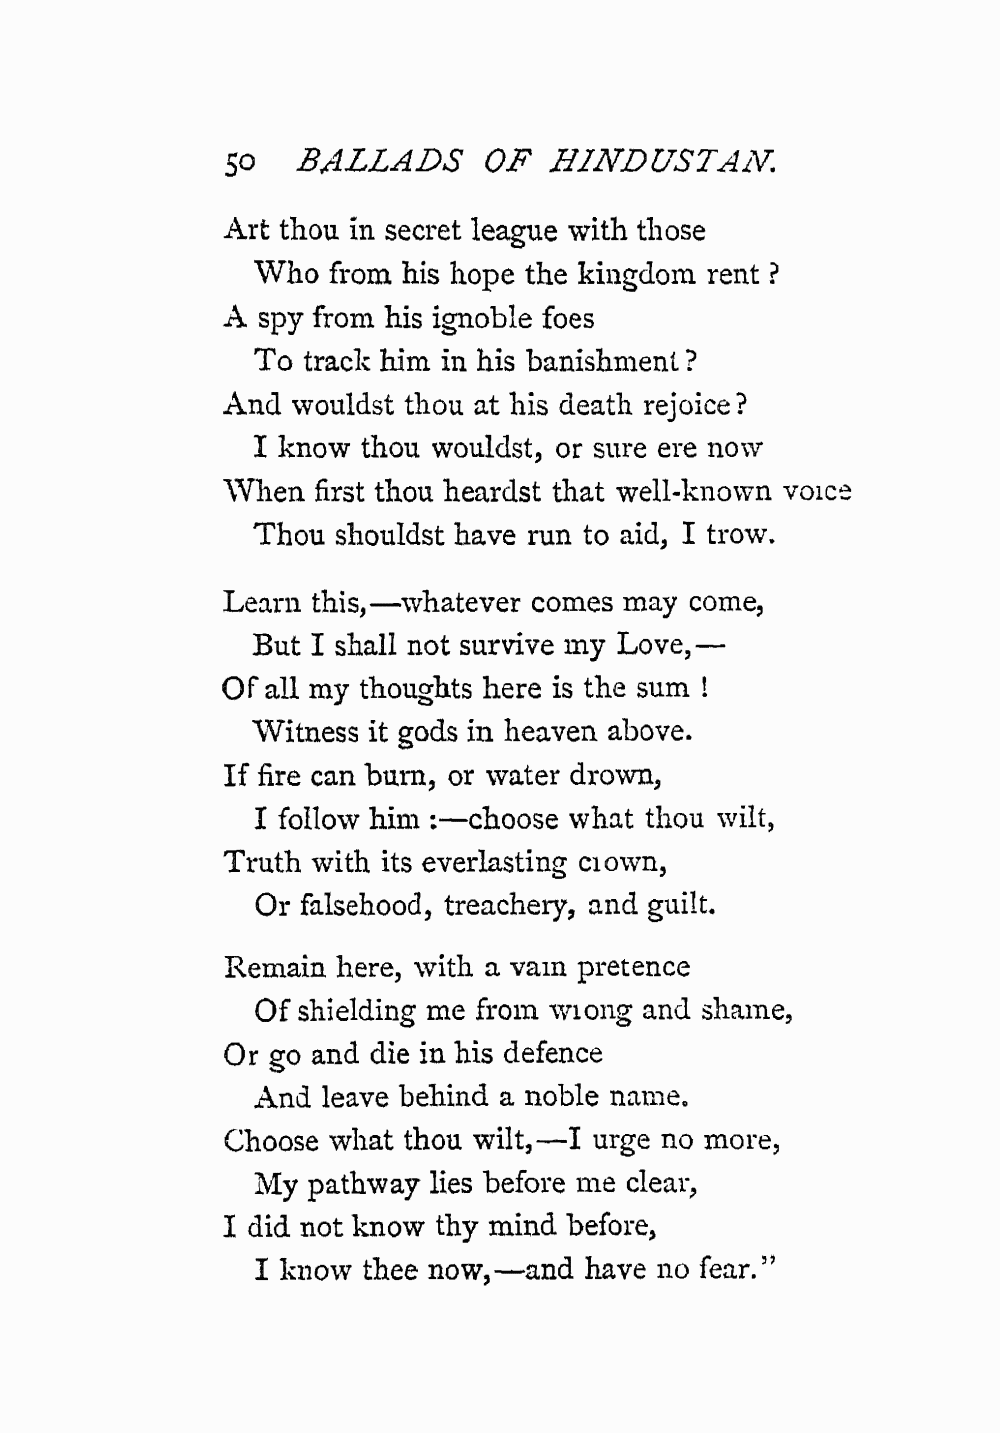 50 BALLADS OF HINDUSTAN.
Art thou in secret league with those
Who from his hope the kingdom rent ?
A spy from his ignoble foes
To track him in his banishment ?
And wouldst thou at his death rejoice ?
I know thou wouldst, or sure ere now
When first thou heardst that well-known voice
Thou shouldst have run to aid, I trow.
Learn this,—whatever comes may come,
But I shall not survive my Love,—
Of all my thoughts here is the sum !
Witness it gods in heaven above.
If fire can burn, or water drown,
I follow him :—choose what thou wilt,
Truth with its everlasting crown,
Or falsehood, treachery, and guilt.
Remain here, with a vain pretence
Of shielding me from wrong and shame,
Or go and die in his defence
And leave behind a noble name.
Choose what thou wilt,—I urge no more,
My pathway lies before me clear,
I did not know thy mind before,
I know thee now,—and have no fear.”